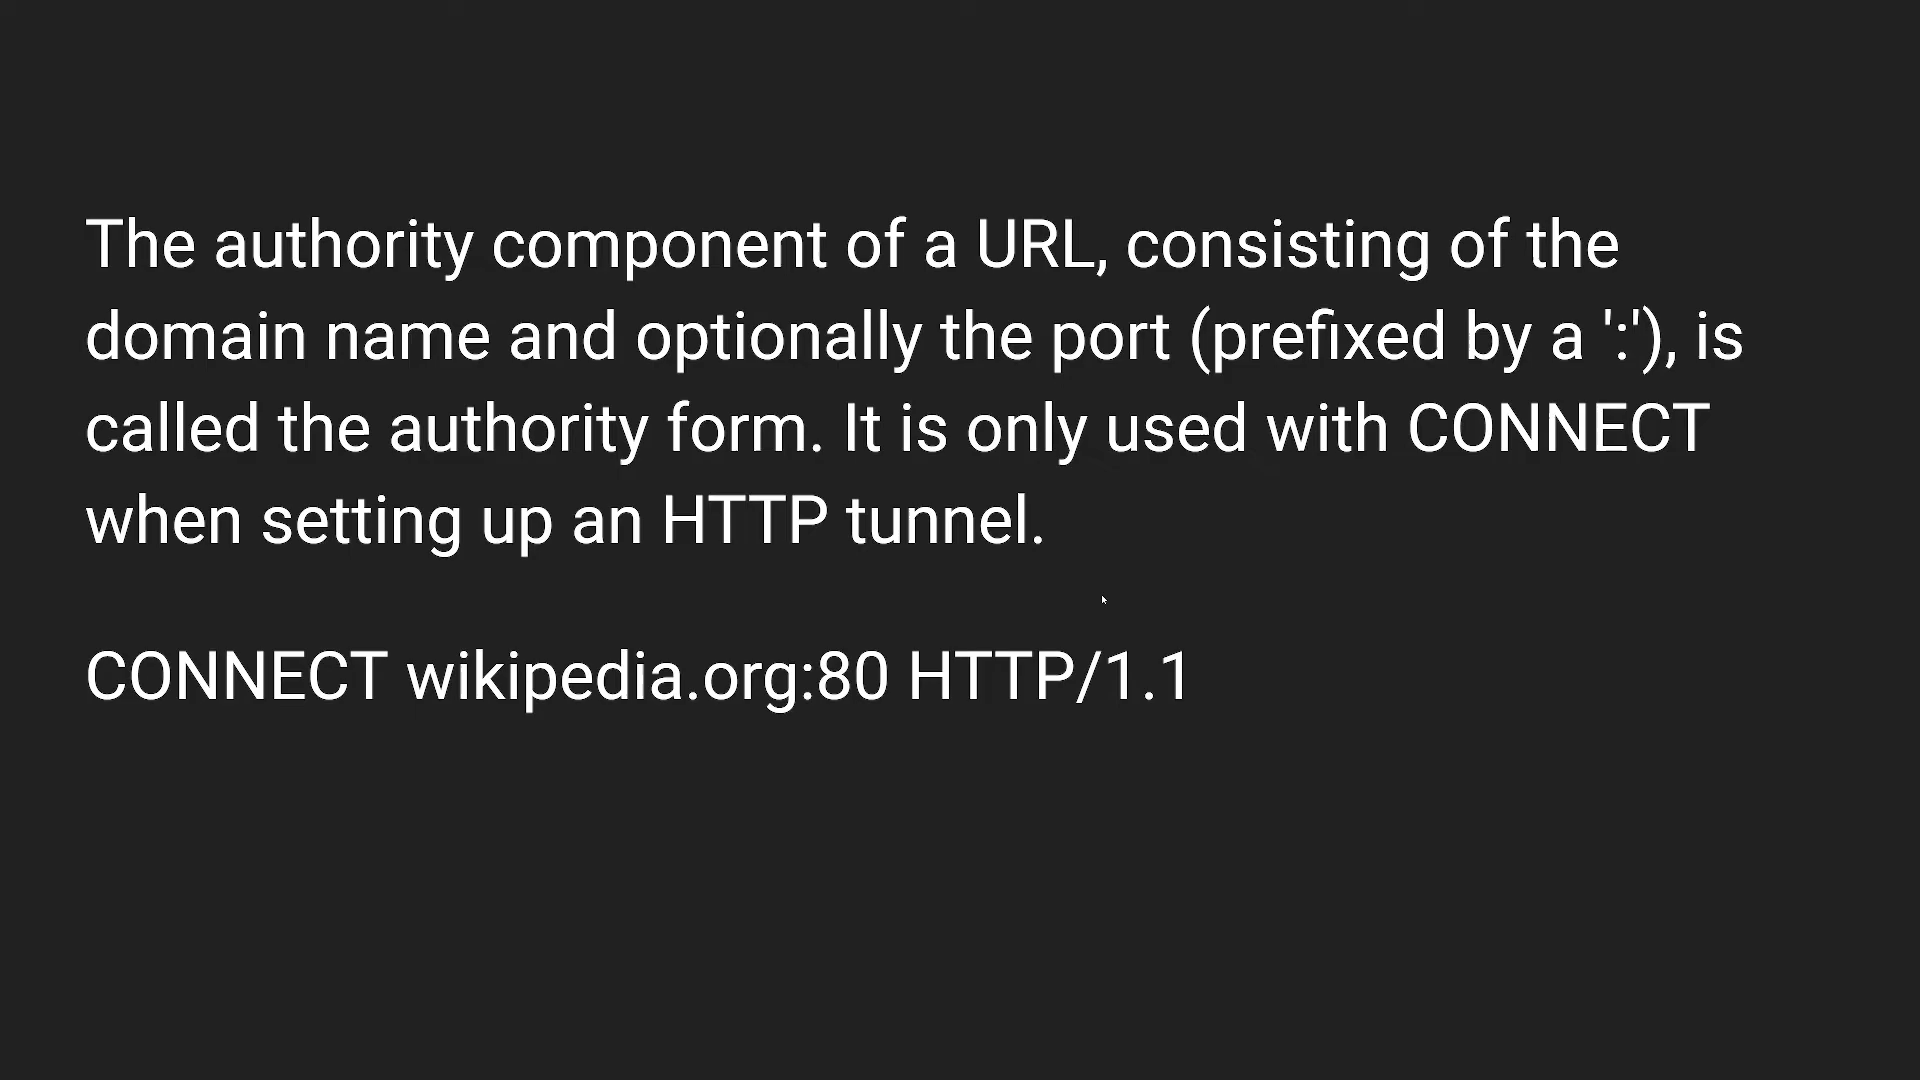 The authority component of a URL, consisting of the
domain name and optionally the port (prefixed by a ':'), is
called the authority form. It is only used with CONNECT
when setting up an HTTP tunnel.
CONNECT wikipedia.org:80 HTTP/1.1